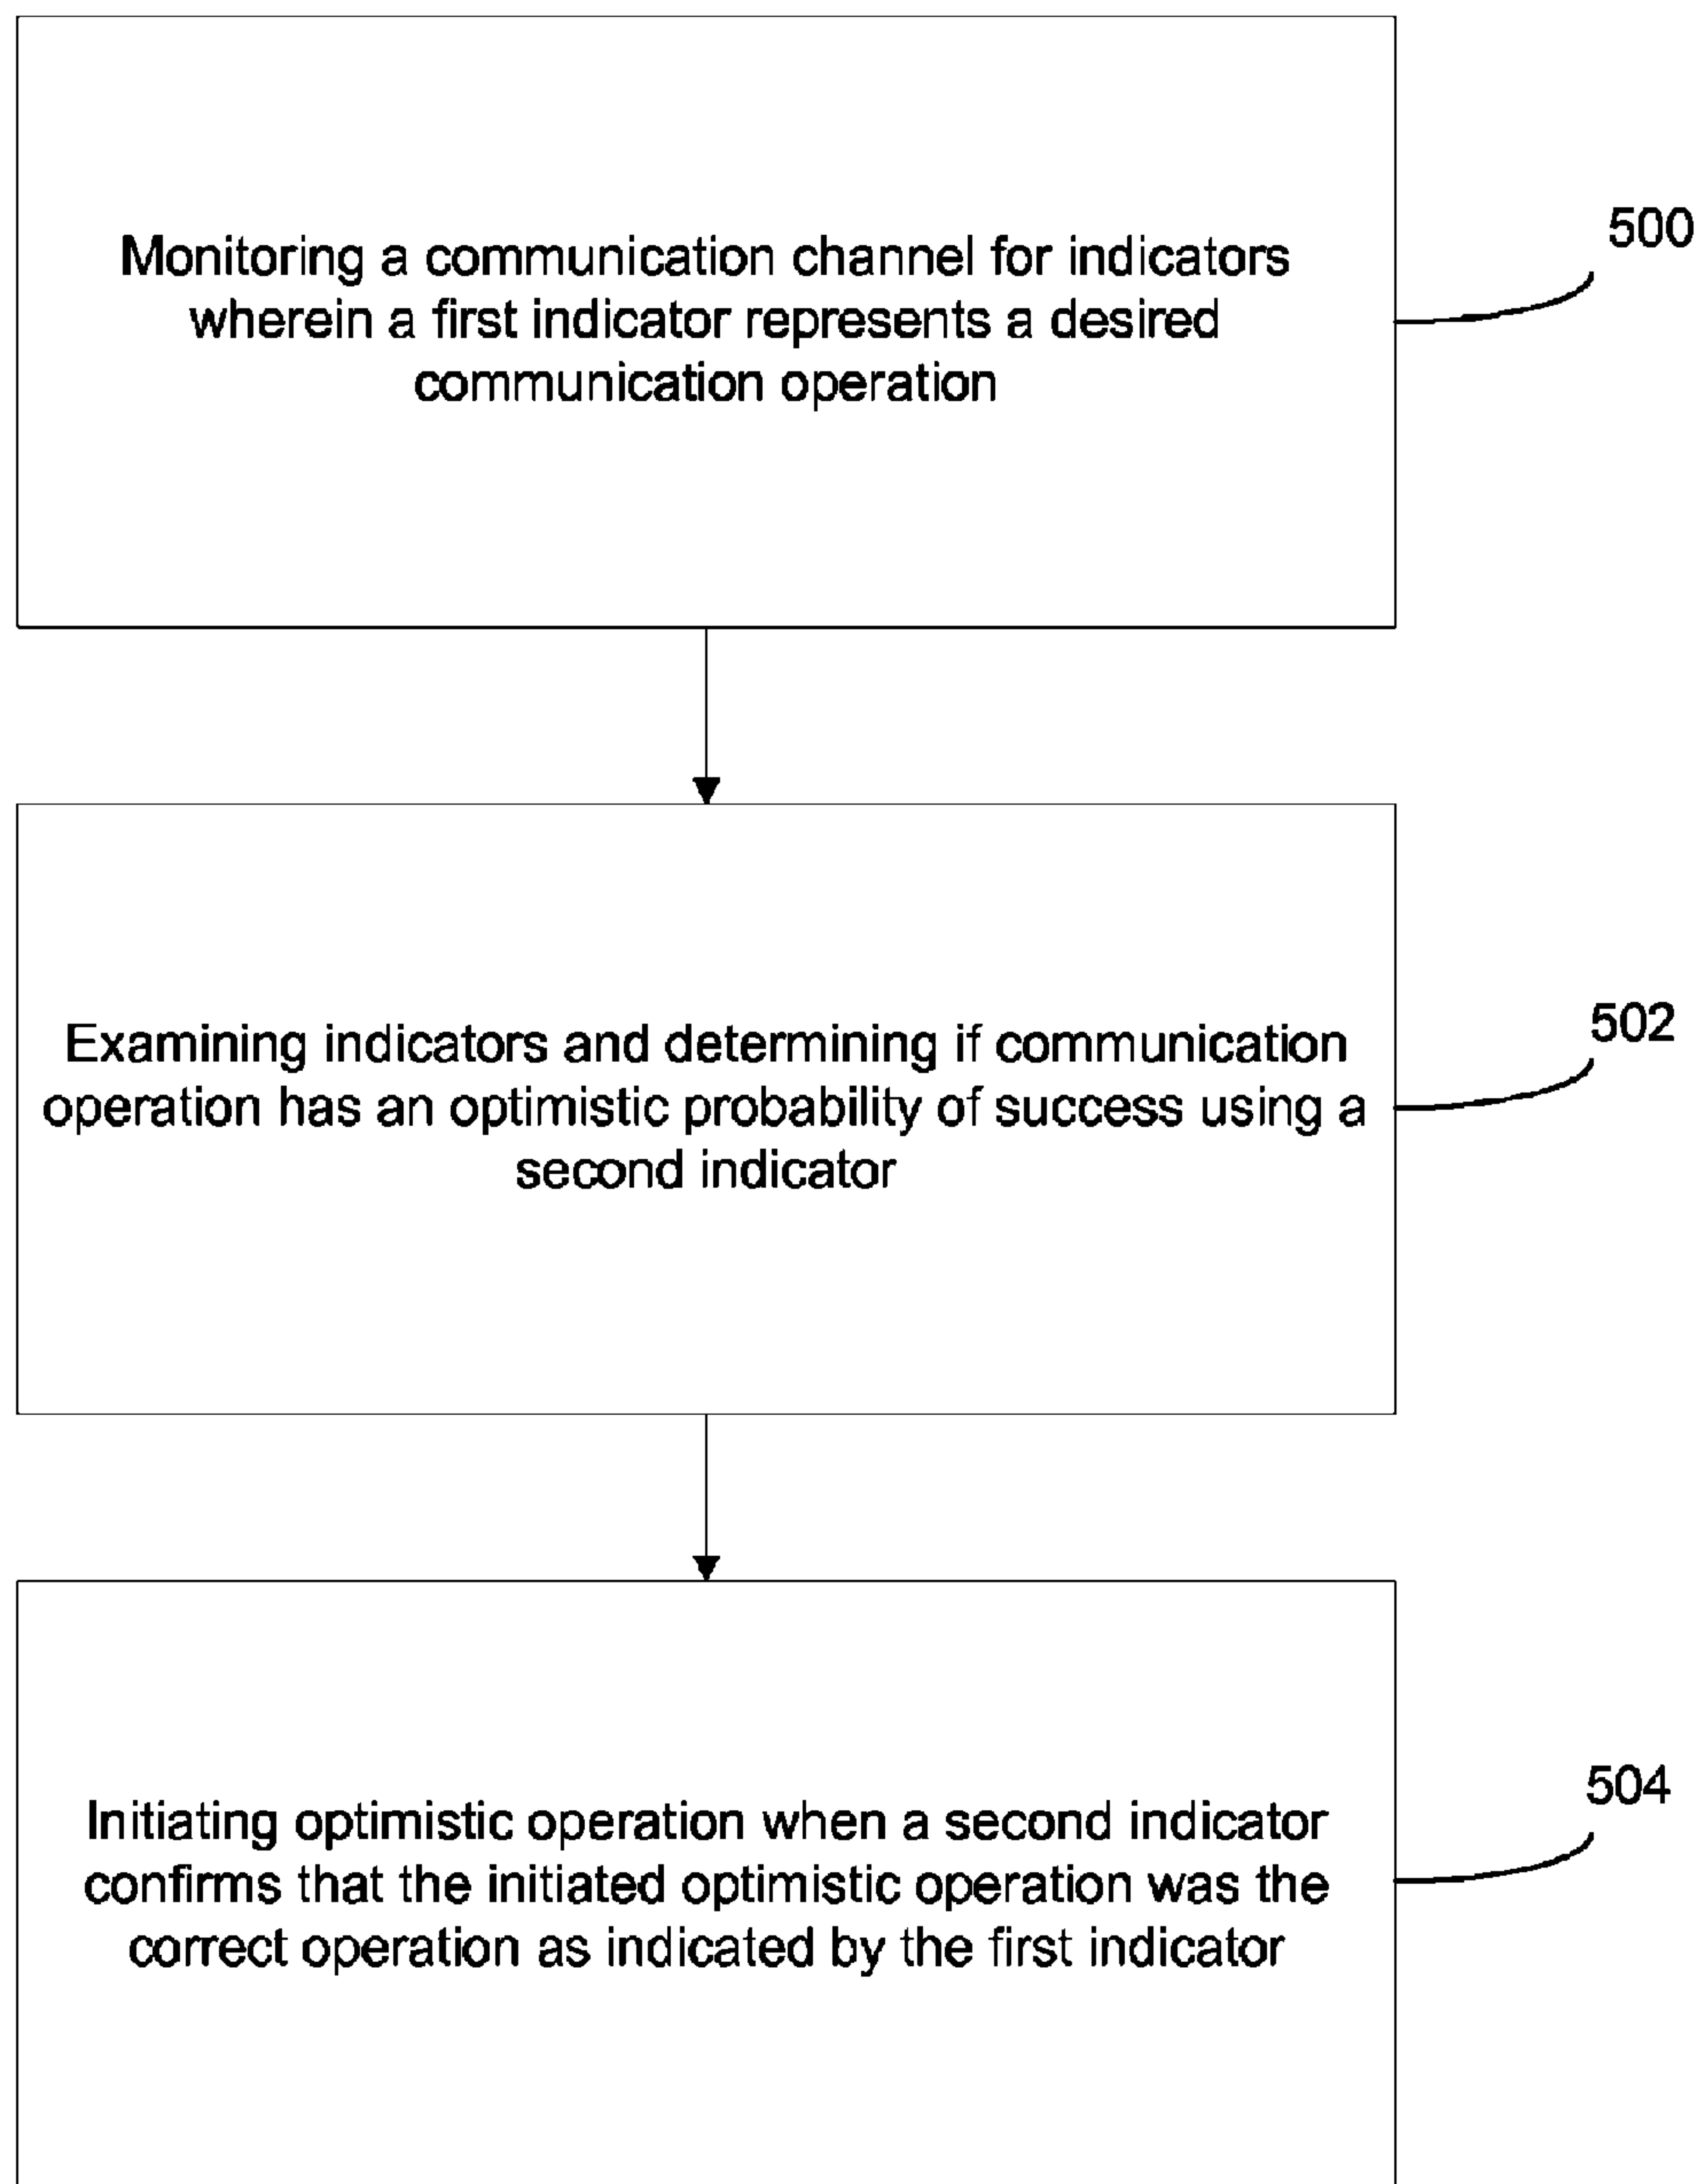 Monitoring a communication channel for indicators
wherein a first indicator represents a desired
communication operation
500
Examining indicators and determining if communication
operation has an optimistic probability of success using a
second indicator
502
Initiating optimistic operation when a second indicator
confirms that the initiated optimistic operation was the
correct operation as indicated by the first indicator
504